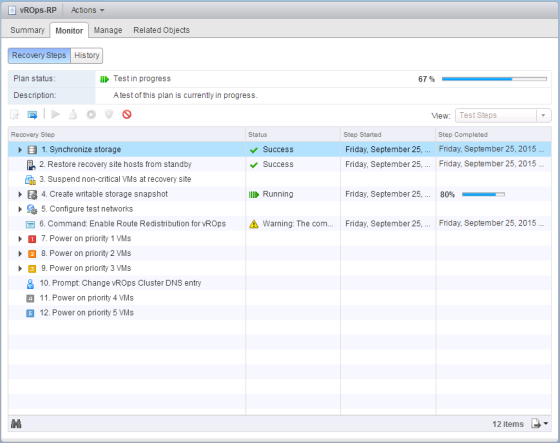 vROps-RP Actions
Summary Monitor Manage Related Objects
Recovery Steps History
Plan status: Test in progress 67 %
Description: A test of this plan is currently in progress.
View: Test Steps
Recovery Step Status Step Started Step Completed
1. Synchronize storage Success Friday, September 25, ... Friday, September 25, 2015 ...
2. Restore recovery site hosts from standby Success Friday, September 25, ... Friday, September 25, 2015 ...
3. Suspend non-critical VMs at recovery site
4. Create writable storage snapshot Running Friday, September 25, ... 80%
5. Configure test networks
6. Command: Enable Route Redistribution for vROps Warning: The com... Friday, September 25, ... Friday, September 25, 2015 ...
1 7. Power on priority 1 VMs
2 8. Power on priority 2 VMs
3 9. Power on priority 3 VMs
10. Prompt: Change vROps Cluster DNS entry
4 11. Power on priority 4 VMs
5 12. Power on priority 5 VMs
12 items